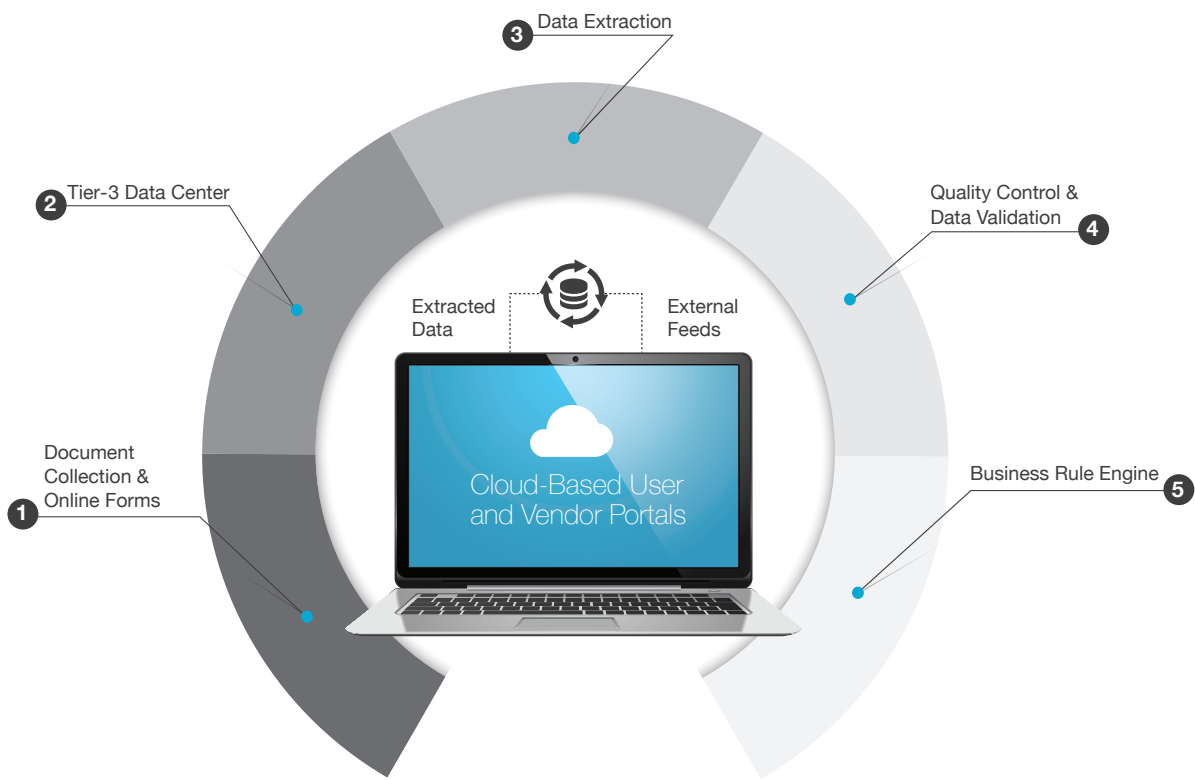 3
Data Extraction
2
Tier-3 Data Center
Quality Control &
Data Validation
4
Extracted
Data
External
Feeds
Document
Collection &
Online Forms
1
Cloud-Based User
and Vendor Portals
Business Rule Engine
5